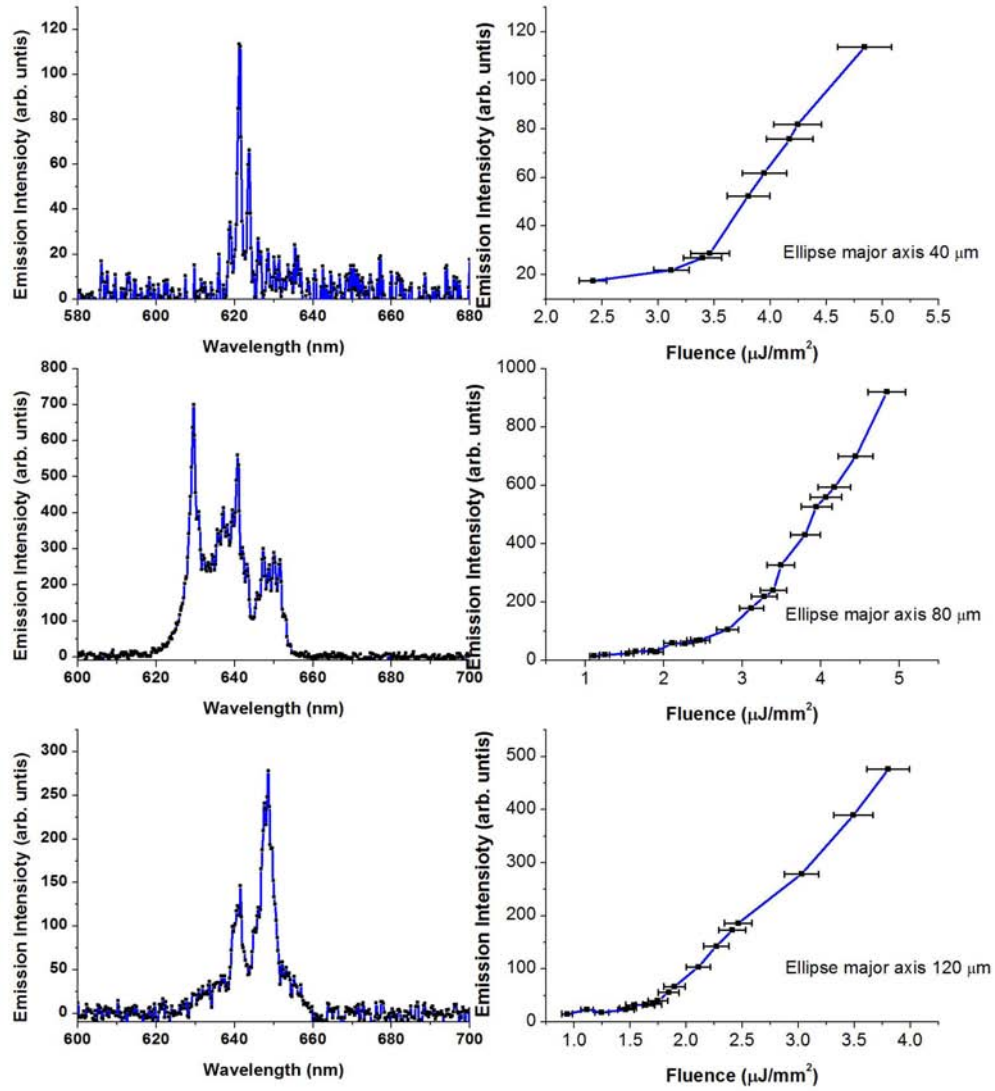 Emission Intensioty (arb. untis)
120
100
80
60
40
20
0
580 600 620 640 660 680
Wavelength (nm)
Emission Intensioty (arb. untis)
120
100
80
60
40
20
Ellipse major axis 40 μm
2.0 2.5 3.0 3.5 4.0 4.5 5.0 5.5
Fluence (μJ/mm²)
Emission Intensioty (arb. untis)
800
700
600
500
400
300
200
100
0
600 620 640 660 680 700
Wavelength (nm)
Emission Intensioty (arb. untis)
1000
800
600
400
200
0
Ellipse major axis 80 μm
1 2 3 4 5
Fluence (μJ/mm²)
Emission Intensioty (arb. untis)
300
250
200
150
100
50
0
600 620 640 660 680 700
Wavelength (nm)
Emission Intensioty (arb. untis)
500
400
300
200
100
0
Ellipse major axis 120 μm
1.0 1.5 2.0 2.5 3.0 3.5 4.0
Fluence (μJ/mm²)